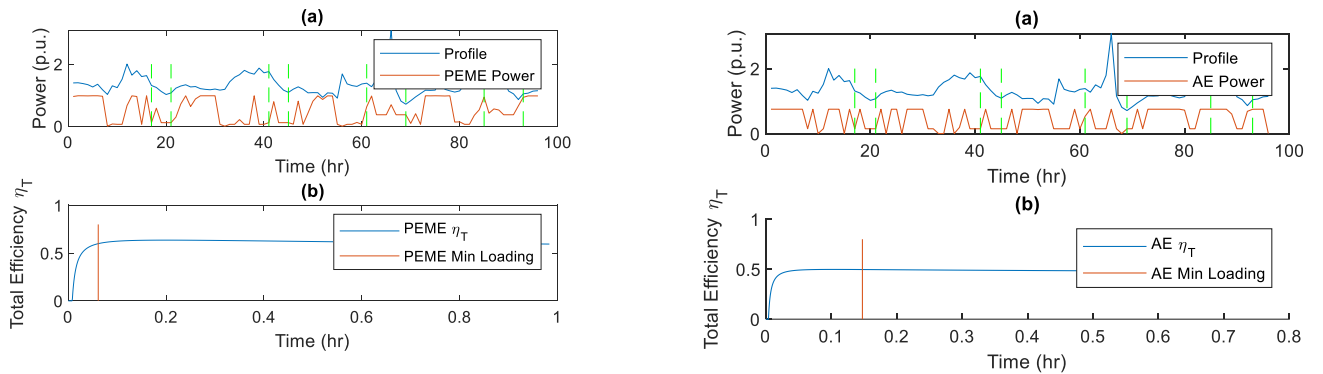 (a)
Power (p.u.)
2
0
Profile
PEME Power
0 20 40 60 80 100
Time (hr)
(b)
Total Efficiency η_T
1
0.5
0
PEME η_T
PEME Min Loading
0 0.2 0.4 0.6 0.8 1
Time (hr)
(a)
Power (p.u.)
2
0
Profile
AE Power
0 20 40 60 80 100
Time (hr)
(b)
Total Efficiency η_T
1
0.5
0
AE η_T
AE Min Loading
0 0.1 0.2 0.3 0.4 0.5 0.6 0.7 0.8
Time (hr)